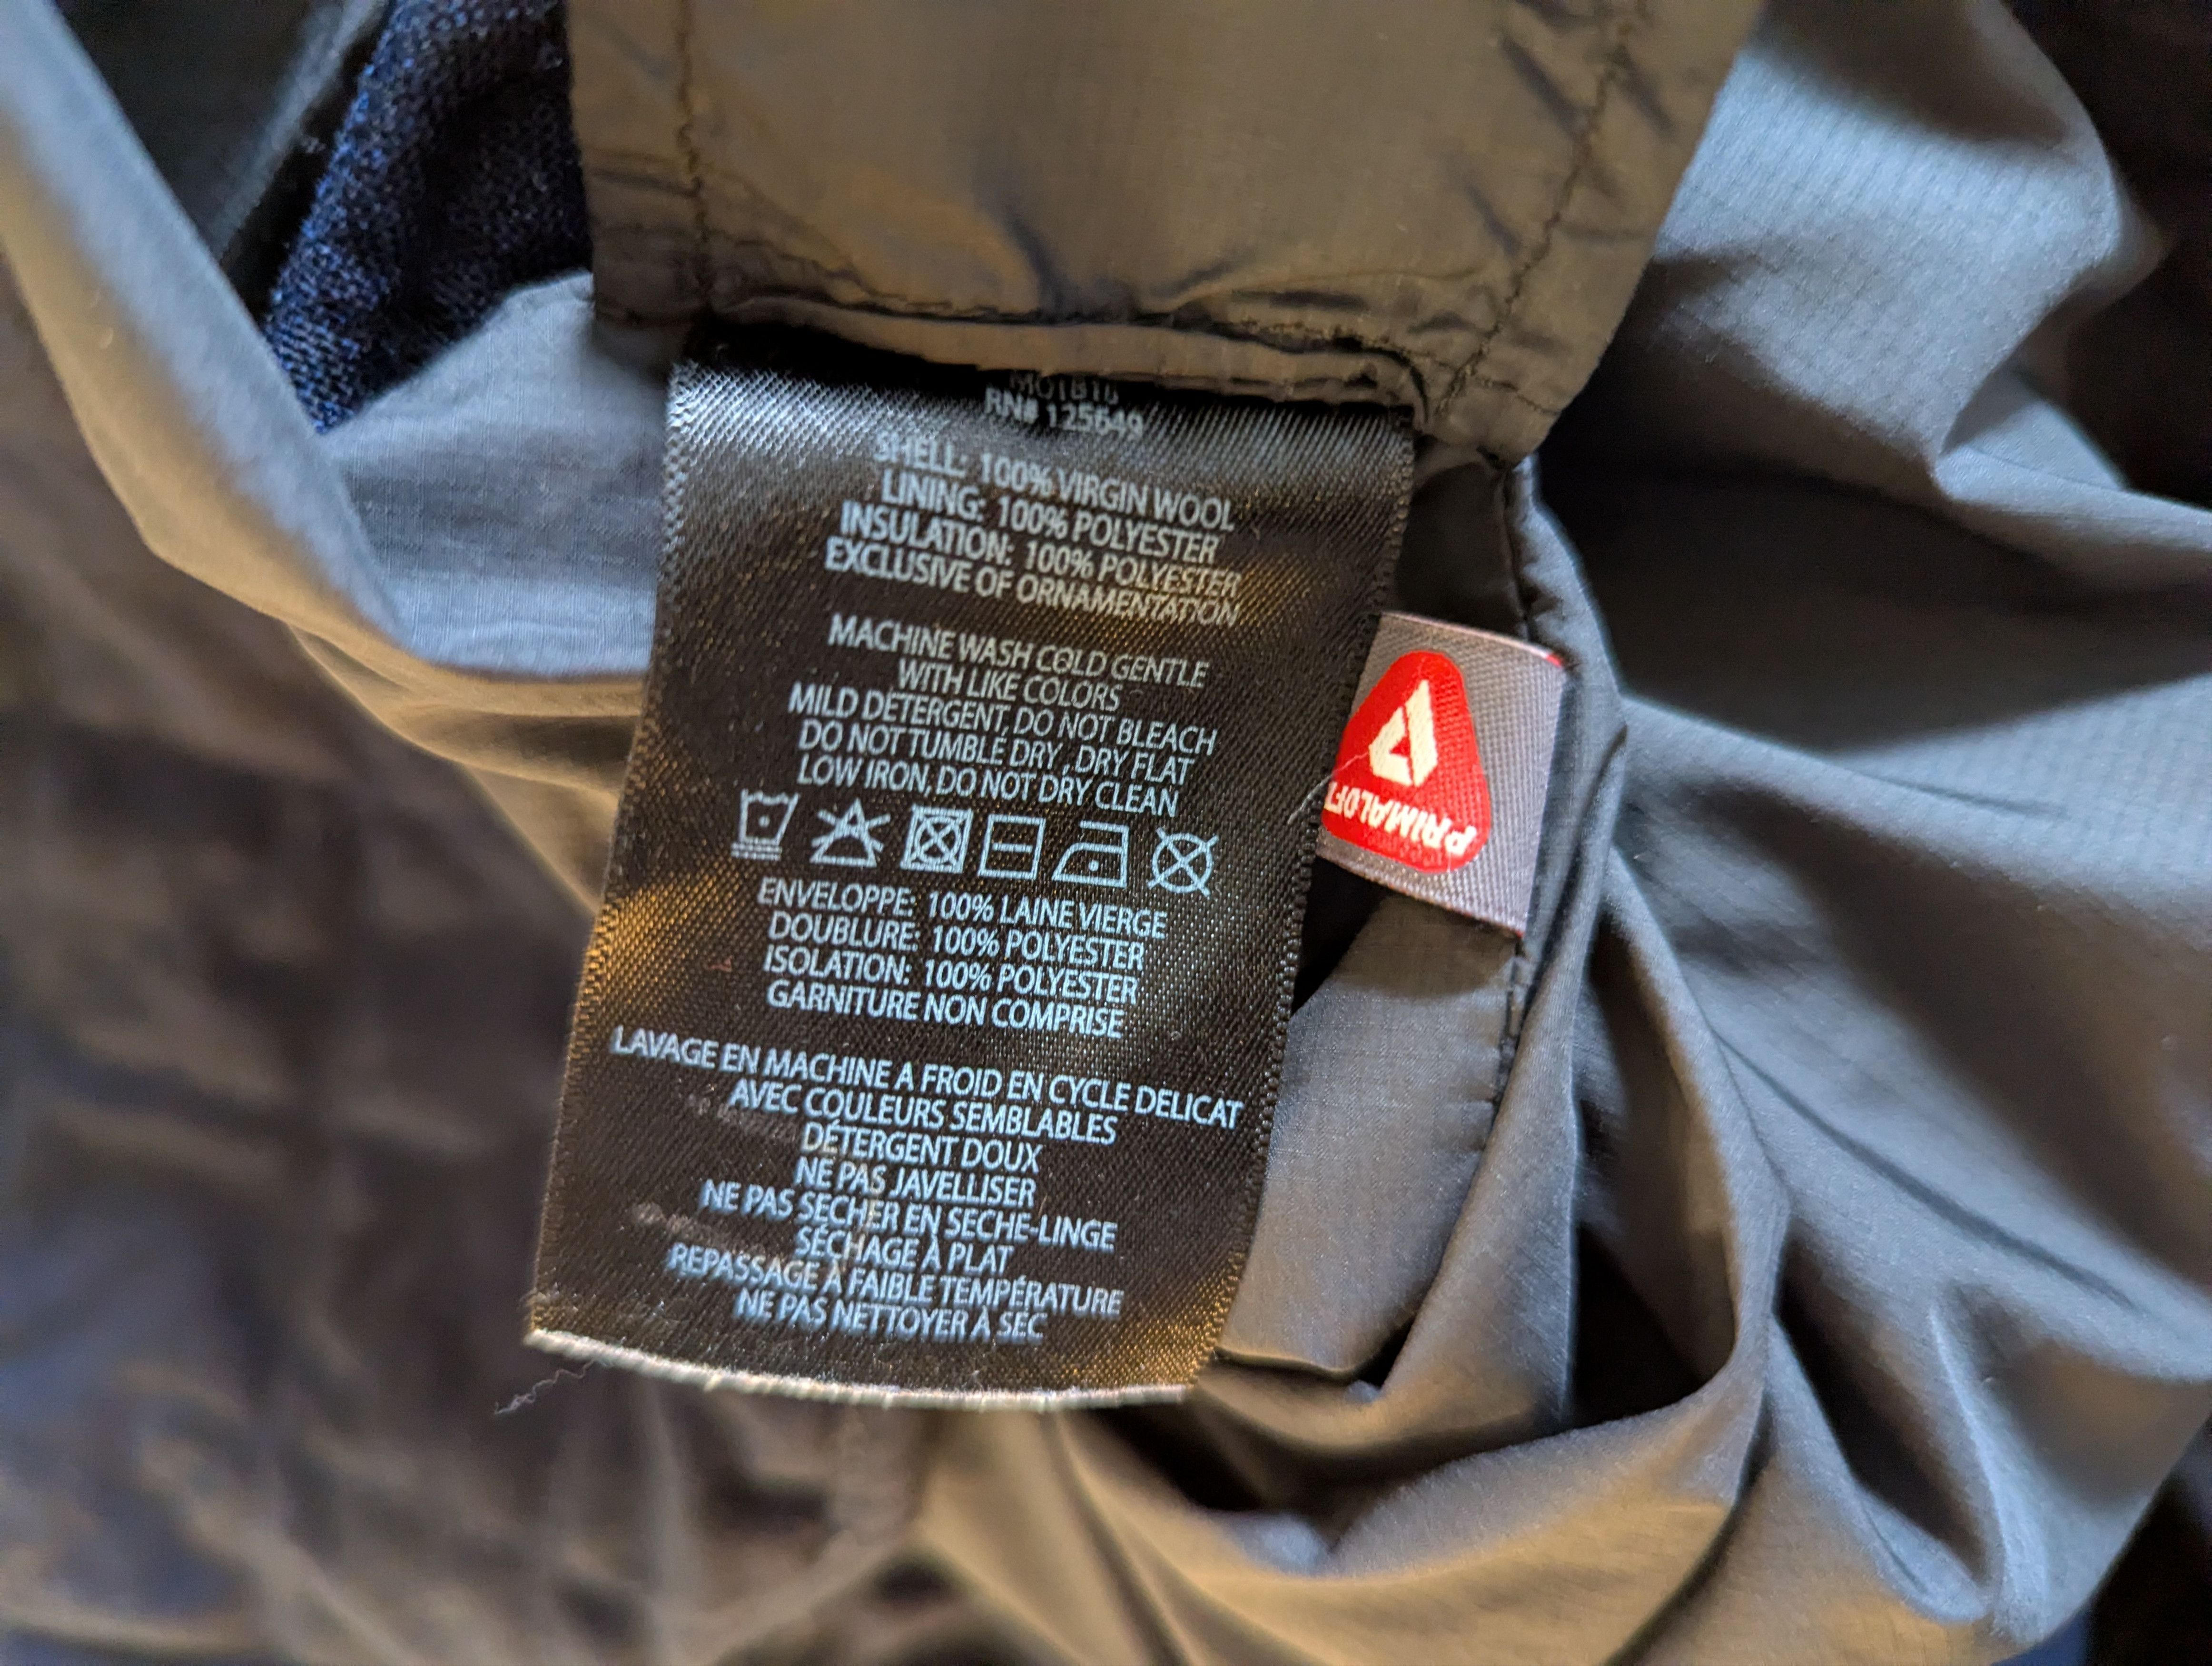 RN# 125649
SHELL: 100% VIRGIN WOOL
LINING: 100% POLYESTER
INSULATION: 100% POLYESTER
EXCLUSIVE OF ORNAMENTATION
MACHINE WASH COLD GENTLE
WITH LIKE COLORS
MILD DETERGENT, DO NOT BLEACH
DO NOT TUMBLE DRY , DRY FLAT
LOW IRON, DO NOT DRY CLEAN
ENVELOPPE: 100% LAINE VIERGE
DOUBLURE: 100% POLYESTER
ISOLATION: 100% POLYESTER
GARNITURE NON COMPRISE
LAVAGE EN MACHINE A FROID EN CYCLE DELICAT
AVEC COULEURS SEMBLABLES
DÉTERGENT DOUX
NE PAS JAVELLISER
NE PAS SECHER EN SECHE-LINGE
SÉCHAGE À PLAT
REPASSAGE À FAIBLE TEMPÉRATURE
NE PAS NETTOYER À SEC
PRIMALOFT